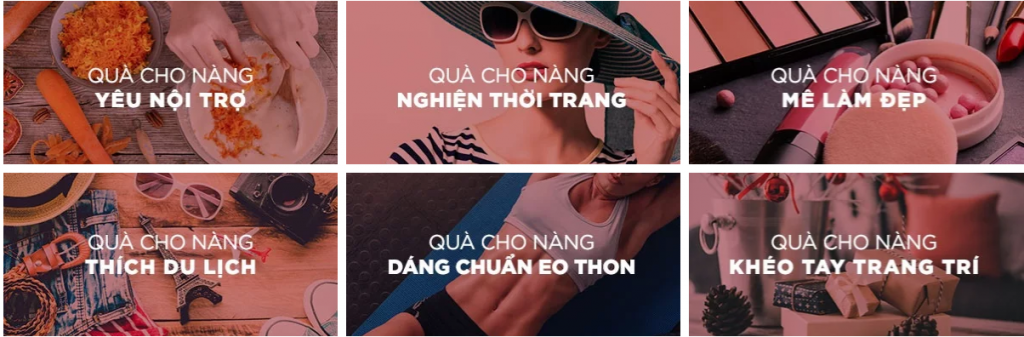 QUÀ CHO NÀNG
YÊU NỘI TRỢ
QUÀ CHO NÀNG
NGHIỆN THỜI TRANG
QUÀ CHO NÀNG
MÊ LÀM ĐẸP
QUÀ CHO NÀNG
THÍCH DU LỊCH
QUÀ CHO NÀNG
DÁNG CHUẨN EO THON
QUÀ CHO NÀNG
KHÉO TAY TRANG TRÍ